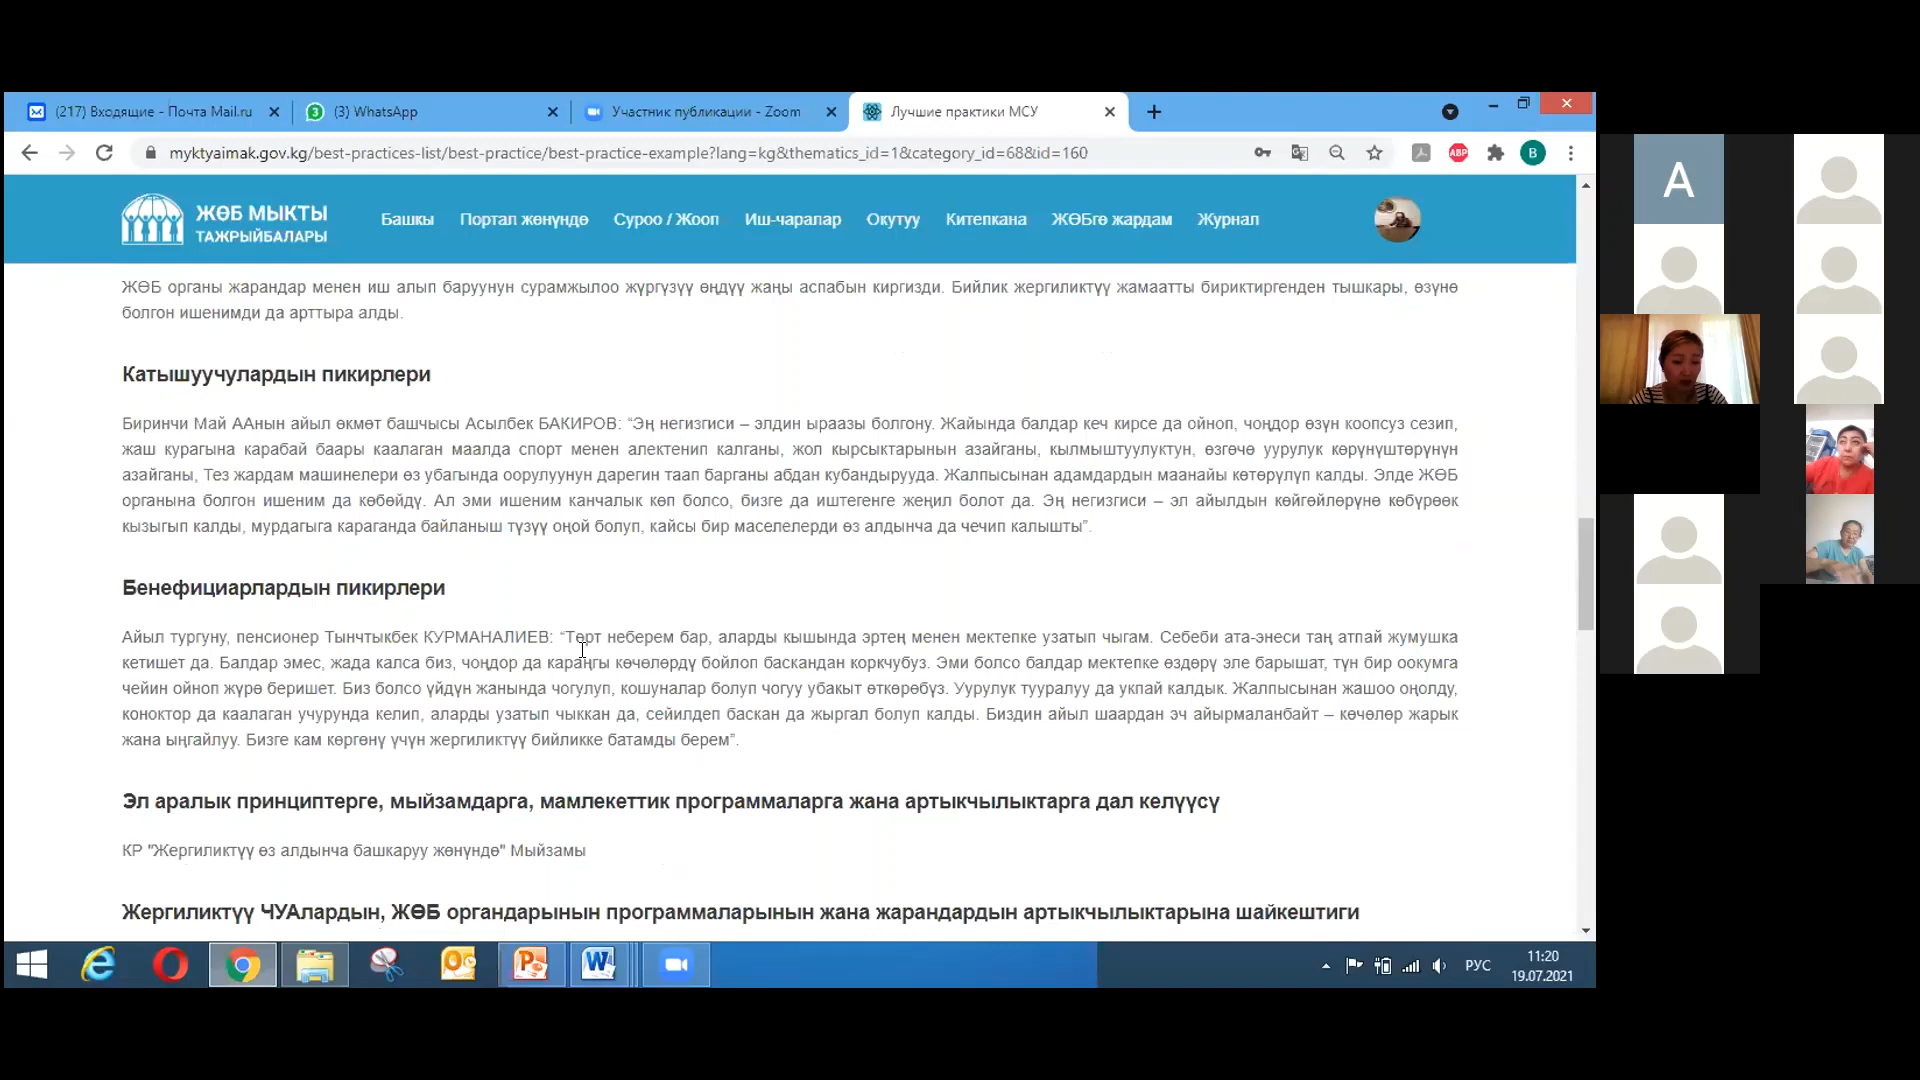 (217) Входящие - Почта Mail.ru
(3) WhatsApp
Участник публикации - Zoom
Лучшие практики МСУ
myktyaimak.gov.kg/best-practices-list/best-practice/best-practice-example?lang=kg&thematics_id=1&category_id=68&id=160
ABP
B
ЖӨБ МЫКТЫ
ТАЖРЫЙБАЛАРЫ
Башкы Портал жөнүндө Суроо / Жооп Иш-чаралар Окутуу Китепкана ЖӨБгө жардам Журнал
A
ЖӨБ органы жарандар менен иш алып баруунун сурамжылоо жүргүзүү өңдүү жаңы аспабын киргизди. Бийлик жергиликтүү жамаатты бириктиргенден тышкары, өзүнө
болгон ишенимди да арттыра алды.
Катышуучулардын пикирлери
Биринчи Май ААнын айыл өкмөт башчысы Асылбек БАКИРОВ: “Эң негизгиси – элдин ыраазы болгону. Жайында балдар кеч кирсе да ойноп, чоңдор өзүн коопсуз сезип,
жаш курагына карабай баары каалаган маалда спорт менен алектенип калганы, жол кырсыктарынын азайганы, кылмыштуулуктун, өзгөчө уурулук көрүнүштөрүнүн
азайганы, Тез жардам машинелери өз убагында оорулуунун дарегин таап барганы абдан кубандырууда. Жалпысынан адамдардын маанайы көтөрүлүп калды. Элде ЖӨБ
органына болгон ишеним да көбөйдү. Ал эми ишеним канчалык көп болсо, бизге да иштегенге жеңил болот да. Эң негизгиси – эл айылдын көйгөйлөрүнө көбүрөөк
кызыгып калды, мурдагыга караганда байланыш түзүү оңой болуп, кайсы бир маселелерди өз алдынча да чечип калышты”.
Бенефициарлардын пикирлери
Айыл тургуну, пенсионер Тынчтыкбек КУРМАНАЛИЕВ: “Төрт неберем бар, аларды кышында эртең менен мектепке узатып чыгам. Себеби ата-энеси таң атпай жумушка
кетишет да. Балдар эмес, жада калса биз, чоңдор да караңгы көчөлөрдү бойлоп баскандан коркчубуз. Эми болсо балдар мектепке өздөрү эле барышат, түн бир оокумга
чейин ойноп жүрө беришет. Биз болсо үйдүн жанында чогулуп, кошуналар болуп чогуу убакыт өткөрөбүз. Уурулук тууралуу да укпай калдык. Жалпысынан жашоо оңолду,
коноктор да каалаган учурунда келип, аларды узатып чыккан да, сейилдеп баскан да жыргал болуп калды. Биздин айыл шаардан эч айырмаланбайт – көчөлөр жарык
жана ыңгайлуу. Бизге кам көргөнү үчүн жергиликтүү бийликке батамды берем”.
Эл аралык принциптерге, мыйзамдарга, мамлекеттик программаларга жана артыкчылыктарга дал келүүсү
КР "Жергиликтүү өз алдынча башкаруу жөнүндө" Мыйзамы
Жергиликтүү ЧУАлардын, ЖӨБ органдарынын программаларынын жана жарандардын артыкчылыктарына шайкештиги
РУС
11:20
19.07.2021